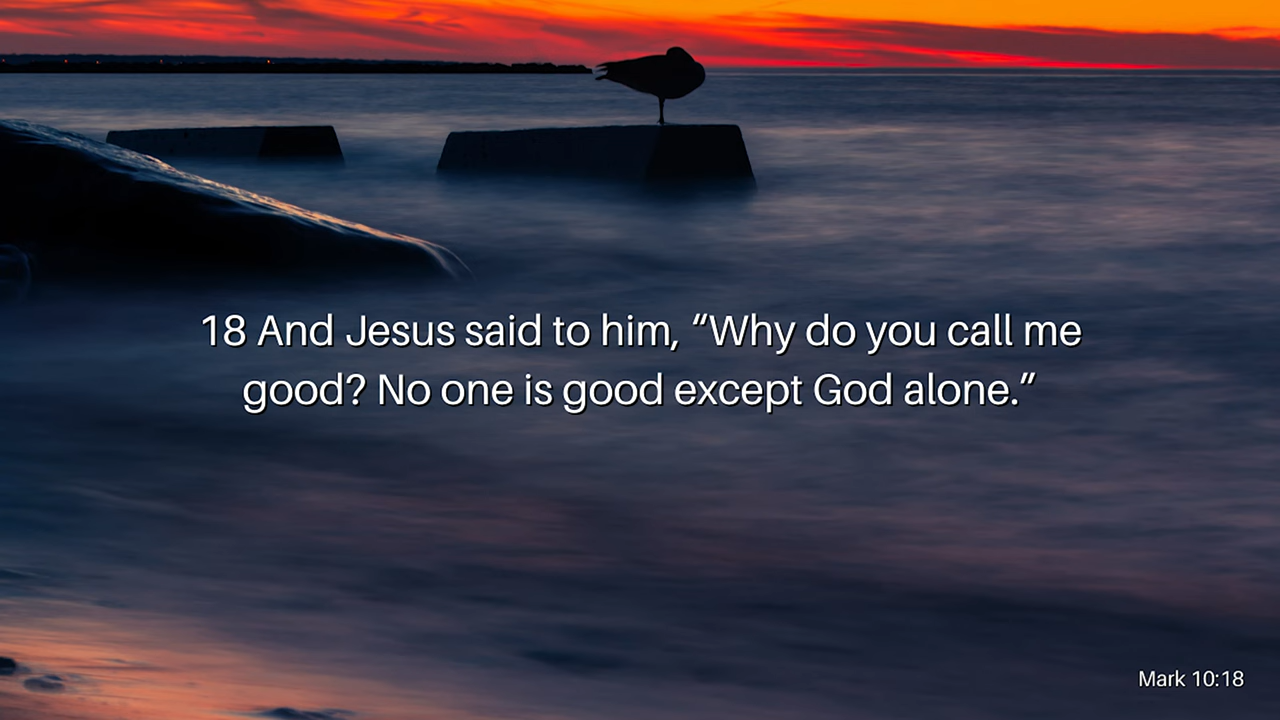 18 And Jesus said to him, “Why do you call me
good? No one is good except God alone.”
Mark 10:18